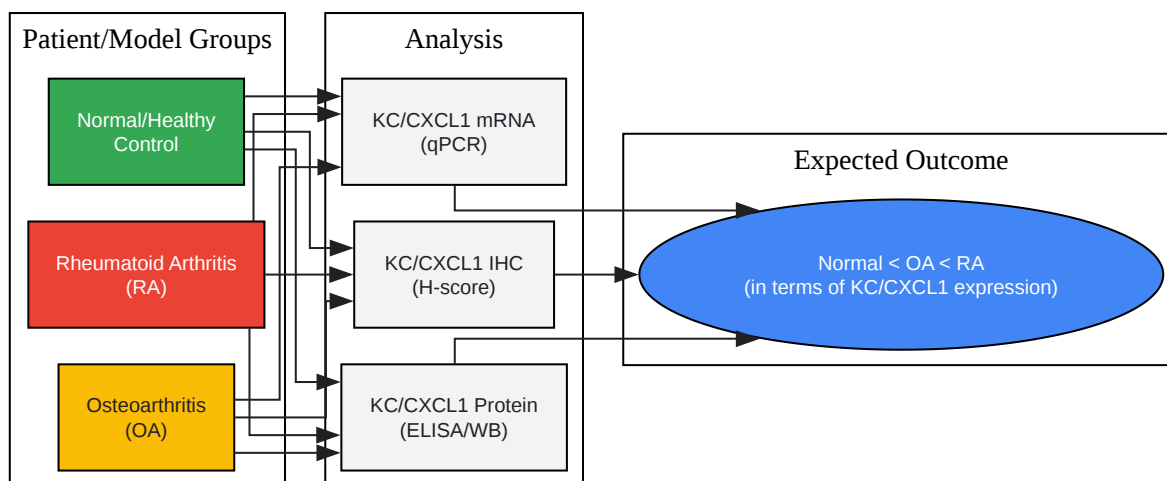 Patient/Model Groups
Normal/Healthy
Control
Rheumatoid Arthritis
(RA)
Osteoarthritis
(OA)
Analysis
KC/CXCL1 mRNA
(qPCR)
KC/CXCL1 IHC
(H-score)
KC/CXCL1 Protein
(ELISA/WB)
Expected Outcome
Normal < OA < RA
(in terms of KC/CXCL1 expression)